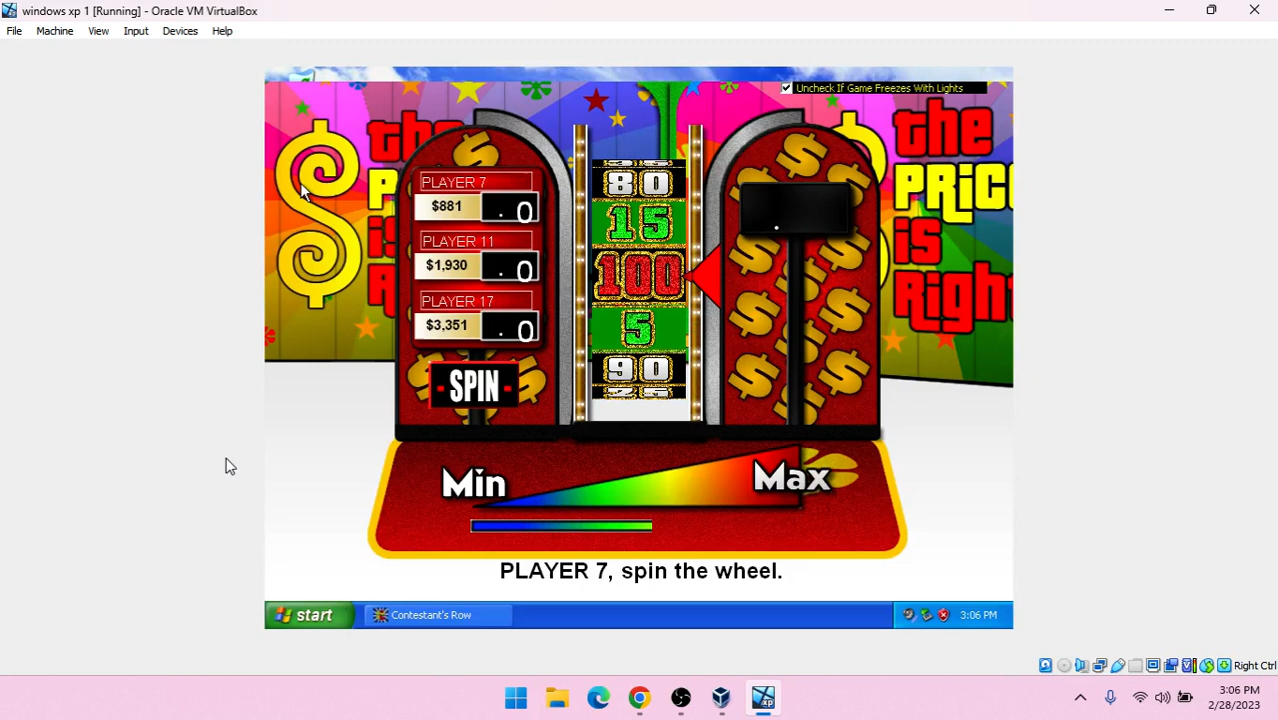 windows xp 1 [Running] - Oracle VM VirtualBox
File Machine View Input Devices Help
Uncheck If Game Freezes With Lights
the
PRICE
is
Right
PLAYER 7
$881 . 0
PLAYER 11
$1,930 . 0
PLAYER 17
$3,351 . 0
- SPIN -
80
15
100
5
90
25
Min Max
PLAYER 7, spin the wheel.
start Contestant's Row 3:06 PM
Right Ctrl
xp
3:06 PM
2/28/2023